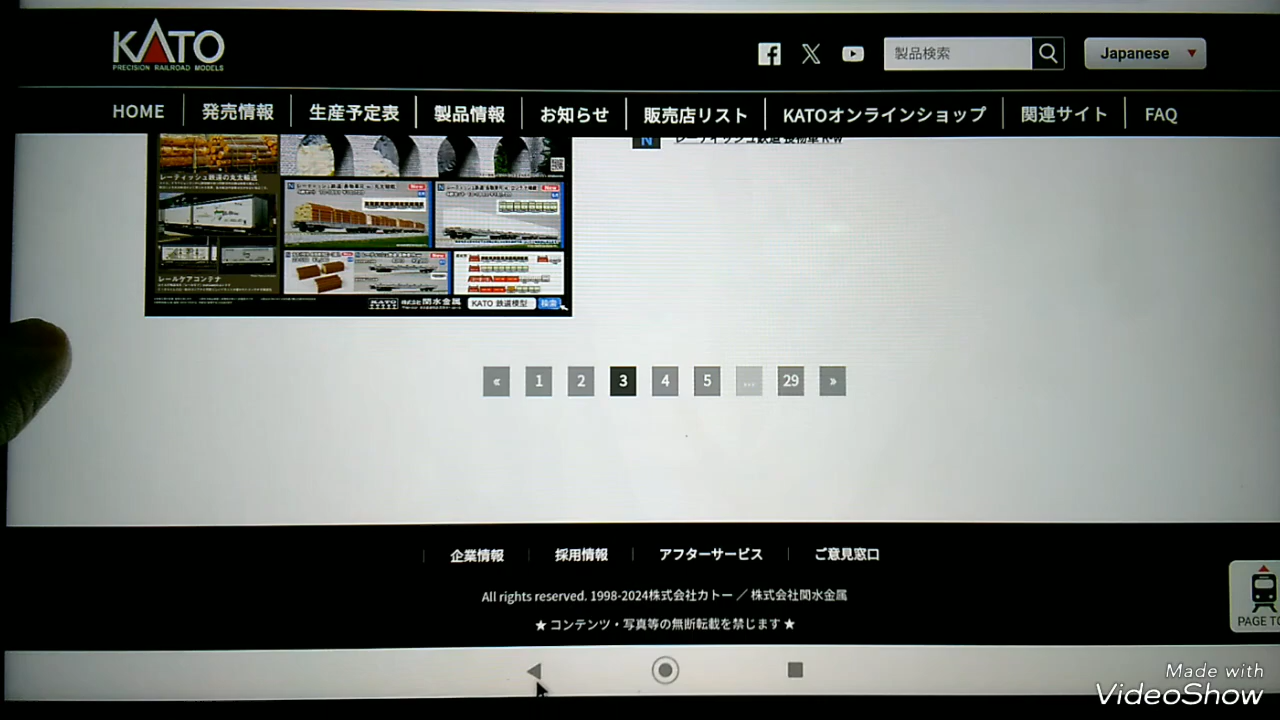 KATO
PRECISION RAILROAD MODELS
製品検索
Japanese
HOME
発売情報
生産予定表
製品情報
お知らせ
販売店リスト
KATOオンラインショップ
関連サイト
FAQ
N
レーティッシュ鉄道の丸太輸送
レールケアコンテナ
KATO
株式会社 関水金属
KATO 鉄道模型
検索
« 1 2 3 4 5 ... 29 »
企業情報
採用情報
アフターサービス
ご意見窓口
All rights reserved. 1998-2024株式会社カトー ／ 株式会社関水金属
★ コンテンツ・写真等の無断転載を禁じます ★
PAGE TO
Made with
VideoShow